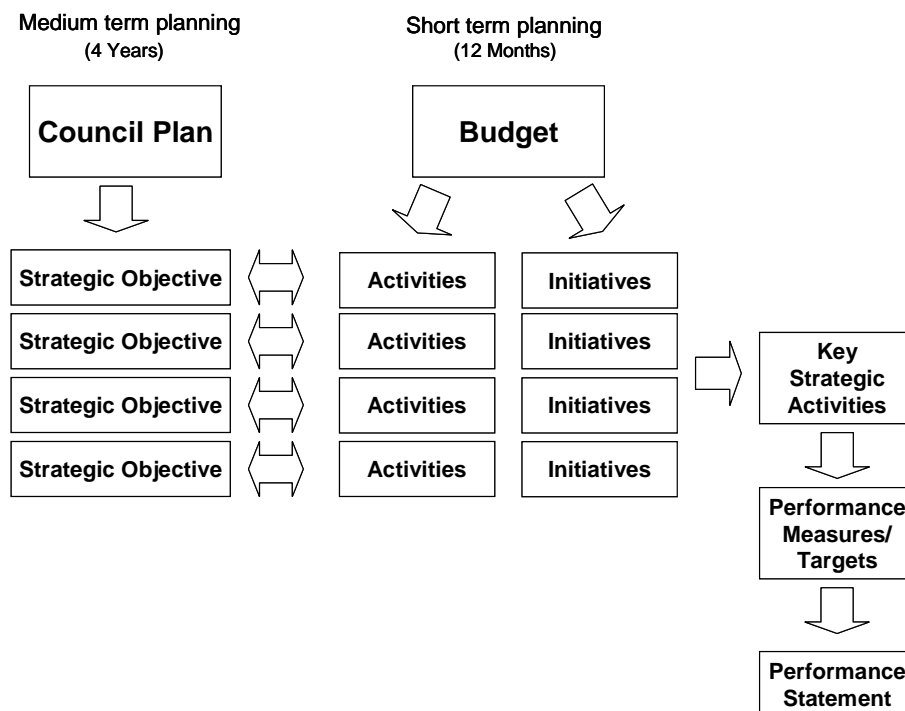 Medium term planning
(4 Years)
Short term planning
(12 Months)
Council Plan
Budget
Strategic Objective
Activities
Initiatives
Strategic Objective
Activities
Initiatives
Strategic Objective
Activities
Initiatives
Strategic Objective
Activities
Initiatives
Key
Strategic
Activities
Performance
Measures/
Targets
Performance
Statement